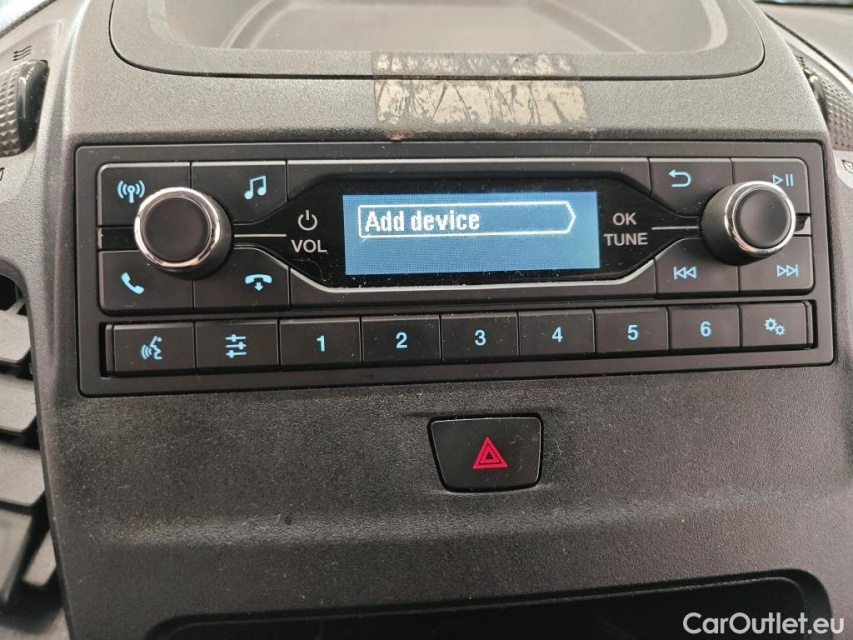 Add device
VOL
OK
TUNE
1 2 3 4 5 6
CarOutlet.eu